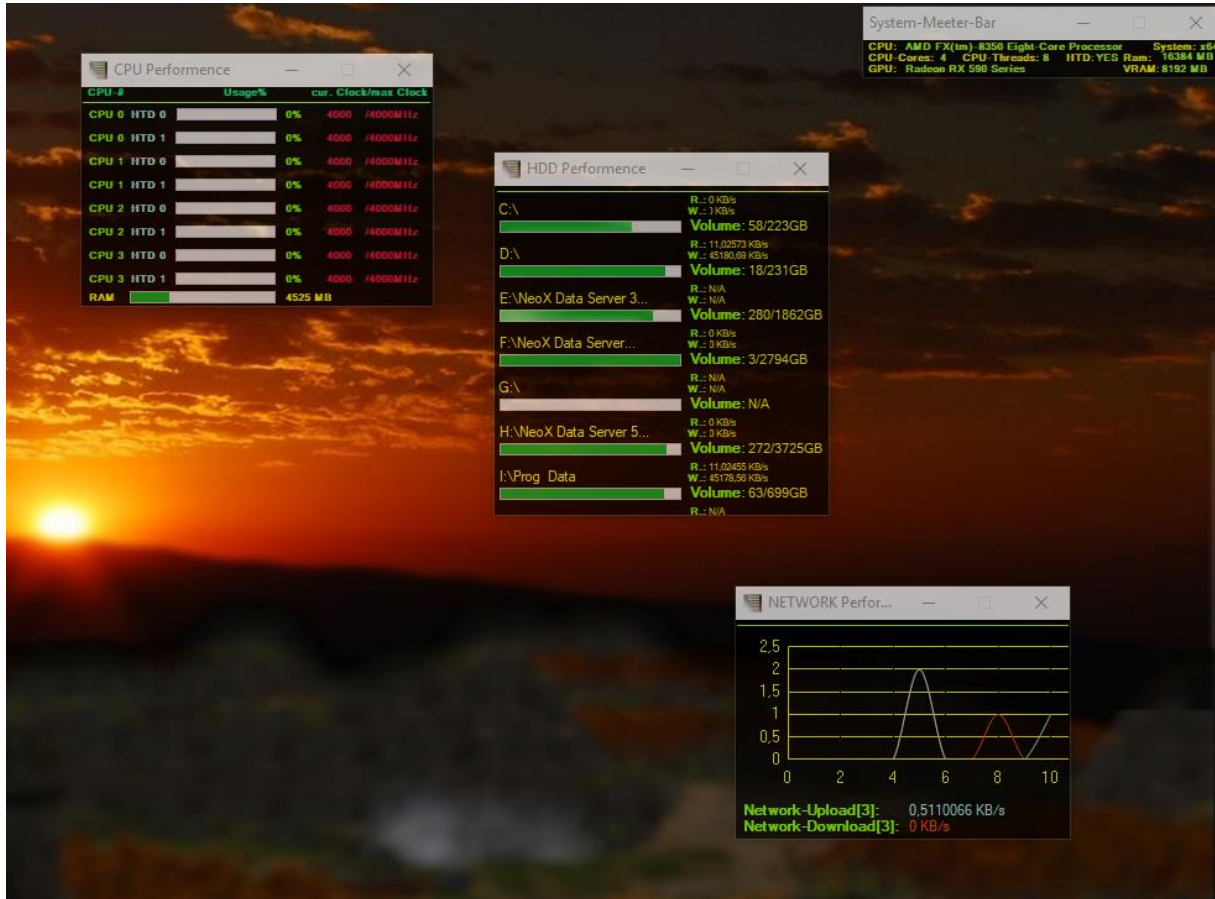 System-Meeter-Bar
CPU: AMD FX(tm)-8350 Eight-Core Processor System: x64
CPU-Cores: 4 CPU-Threads: 8 HTD: YES Ram: 16384 MB
GPU: Radeon RX 590 Series VRAM: 8192 MB
CPU Performence
CPU-# Usage% cur. Clock/max Clock
CPU 0 HTD 0 0% 4000 /4000MHz
CPU 0 HTD 1 0% 4000 /4000MHz
CPU 1 HTD 0 0% 4000 /4000MHz
CPU 1 HTD 1 0% 4000 /4000MHz
CPU 2 HTD 0 0% 4000 /4000MHz
CPU 2 HTD 1 0% 4000 /4000MHz
CPU 3 HTD 0 0% 4000 /4000MHz
CPU 3 HTD 1 0% 4000 /4000MHz
RAM 4525 MB
HDD Performence
R..: 0 KB/s
C:\ W..: 0 KB/s
Volume: 58/223GB
R..: 11,02573 KB/s
D:\ W..: 45180,69 KB/s
Volume: 18/231GB
R..: N/A
E:\NeoX Data Server 3... W..: N/A
Volume: 280/1862GB
R..: 0 KB/s
F:\NeoX Data Server... W..: 0 KB/s
Volume: 3/2794GB
R..: N/A
G:\ W..: N/A
Volume: N/A
R..: 0 KB/s
H:\NeoX Data Server 5... W..: 0 KB/s
Volume: 272/3725GB
R..: 11,02455 KB/s
I:\Prog_Data W..: 45178,56 KB/s
Volume: 63/699GB
R..: N/A
NETWORK Perfor...
2,5
2
1,5
1
0,5
0
0 2 4 6 8 10
Network-Upload[3]: 0,5110066 KB/s
Network-Download[3]: 0 KB/s